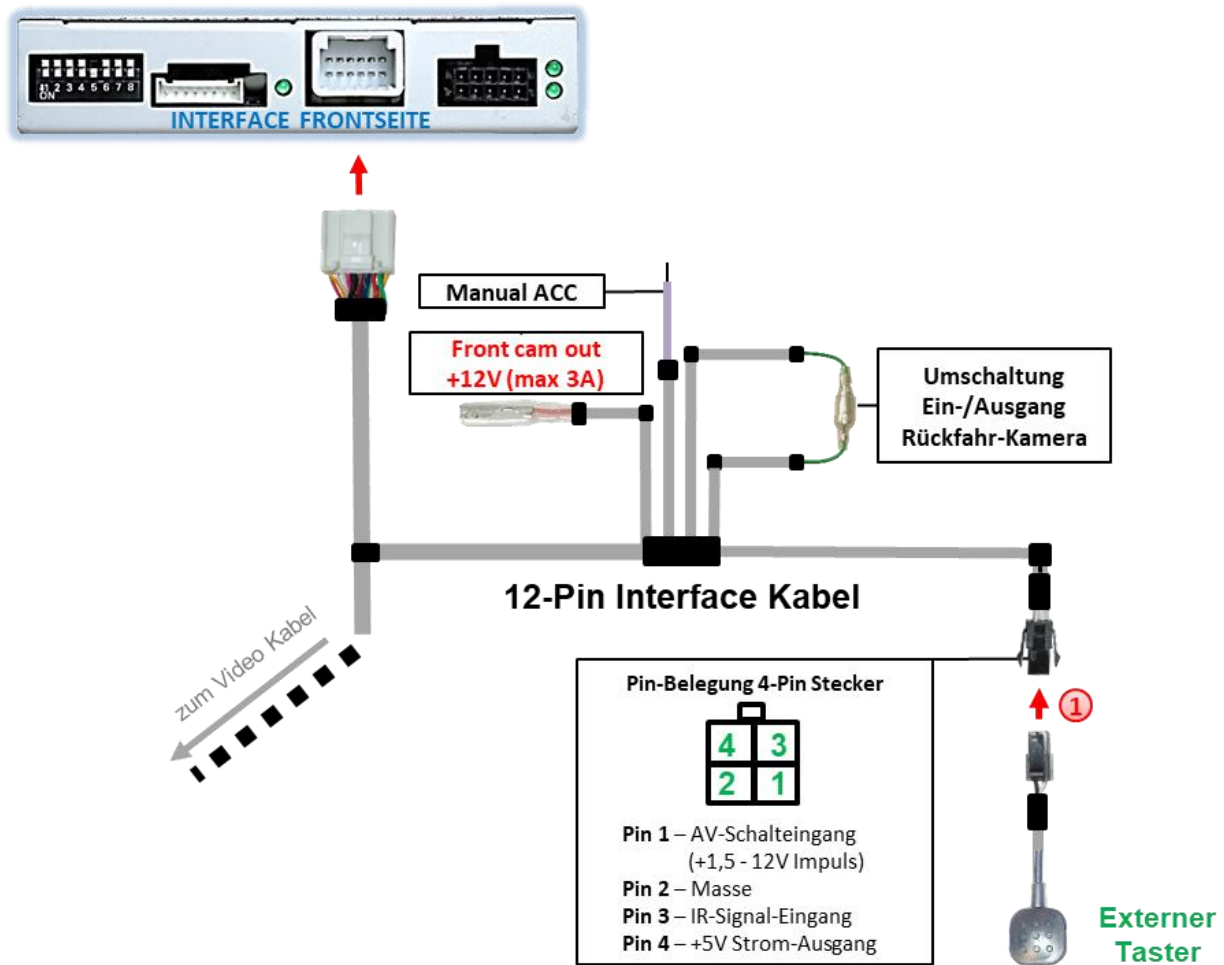 1 2 3 4 5 6 7 8
ON
INTERFACE FRONTSEITE
Manual ACC
Front cam out
+12V (max 3A)
Umschaltung
Ein-/Ausgang
Rückfahr-Kamera
12-Pin Interface Kabel
zum Video Kabel
Pin-Belegung 4-Pin Stecker
4 3
2 1
Pin 1 – AV-Schalteingang
(+1,5 - 12V Impuls)
Pin 2 – Masse
Pin 3 – IR-Signal-Eingang
Pin 4 – +5V Strom-Ausgang
1
Externer
Taster